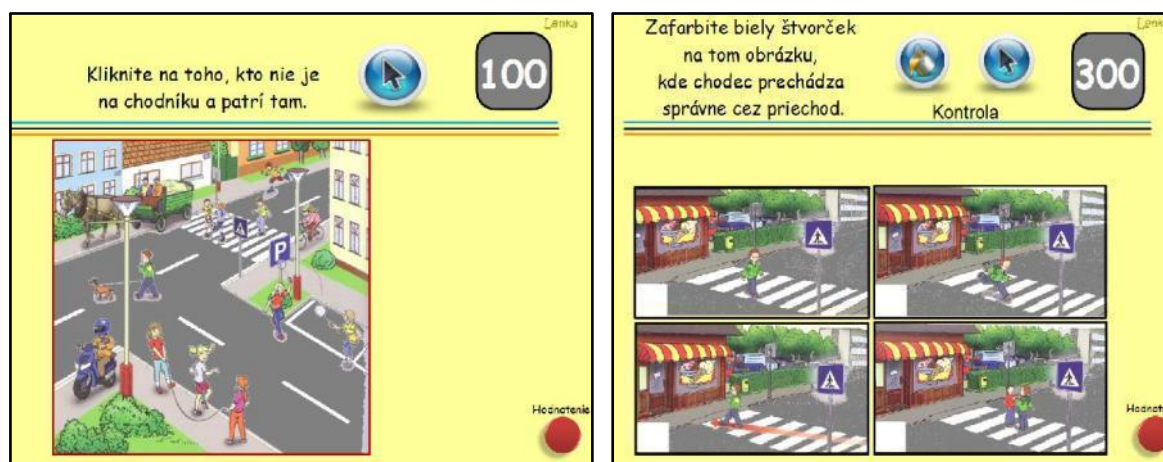 Lenka
Kliknite na toho, kto nie je
na chodníku a patrí tam.
100
P
Hodnotenie
Zafarbite biely štvorček
na tom obrázku,
kde chodec prechádza
správne cez priechod.
Kontrola
300